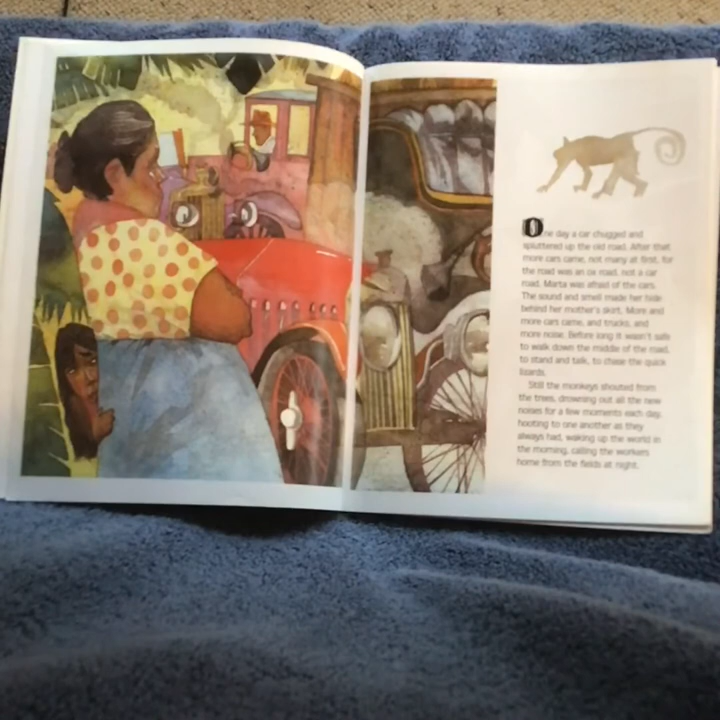 One day a car chugged and
spluttered up the old road. After that
more cars came, not many at first, for
the road was an ox road, not a car
road. Marta was afraid of the cars.
The sound and smell made her hide
behind her mother's skirt. More and
more cars came, and trucks, and
more noise. Before long it wasn't safe
to walk down the middle of the road,
to stand and talk, to chase the quick
lizards.
Still the monkeys shouted from
the trees, drowning out all the new
noises for a few moments each day,
hooting to one another as they
always had, waking up the world in
the morning, calling the workers
home from the fields at night.